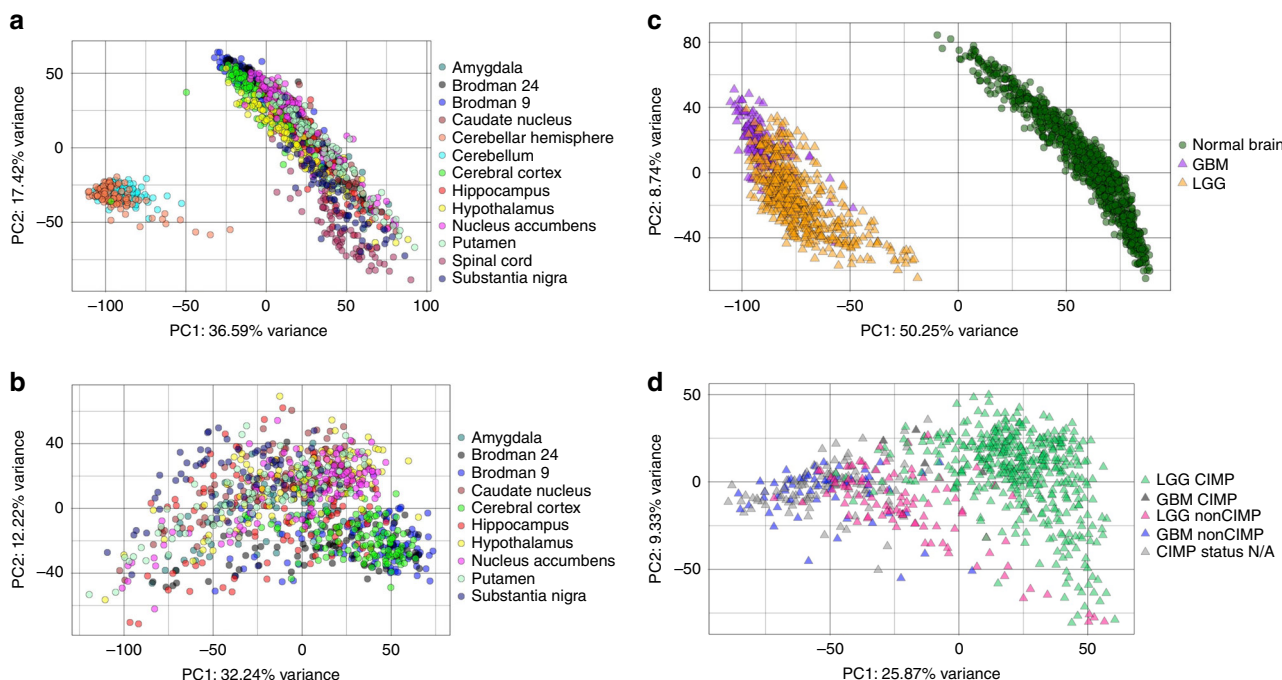 a
50
0
−50
−100
−50
0
50
100
PC2: 17.42% variance
PC1: 36.59% variance
Amygdala
Brodman 24
Brodman 9
Caudate nucleus
Cerebellar hemisphere
Cerebellum
Cerebral cortex
Hippocampus
Hypothalamus
Nucleus accumbens
Putamen
Spinal cord
Substantia nigra
b
40
0
−40
−100
−50
0
50
PC2: 12.22% variance
PC1: 32.24% variance
Amygdala
Brodman 24
Brodman 9
Caudate nucleus
Cerebral cortex
Hippocampus
Hypothalamus
Nucleus accumbens
Putamen
Substantia nigra
c
80
40
0
−40
−100
−50
0
50
PC2: 8.74% variance
PC1: 50.25% variance
Normal brain
GBM
LGG
d
50
0
−50
−50
0
50
PC2: 9.33% variance
PC1: 25.87% variance
LGG CIMP
GBM CIMP
LGG nonCIMP
GBM nonCIMP
CIMP status N/A